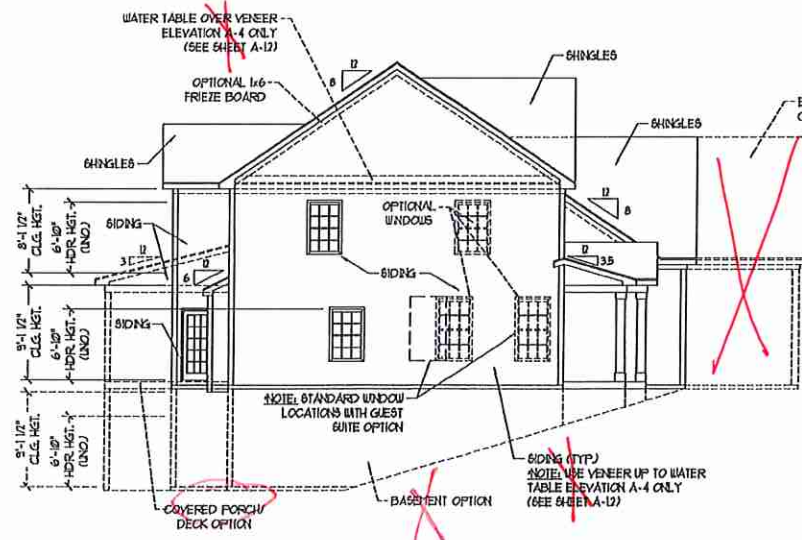 WATER TABLE OVER VENEER
ELEVATION A-4 ONLY
(SEE SHEET A-12)
OPTIONAL 1x6
FRIEZE BOARD
12
8
SHINGLES
SHINGLES
SHINGLES
12
8
OPTIONAL
WINDOWS
SIDING
SIDING
12
3
12
6
12
3.5
SIDING
8'-1 1/2"
CLG. HGT.
6'-10"
HDR. HGT.
(UNO.)
9'-1 1/2"
CLG. HGT.
6'-10"
HDR. HGT.
(UNO.)
9'-1 1/2"
CLG. HGT.
6'-10"
HDR. HGT.
(UNO.)
NOTE: STANDARD WINDOW
LOCATIONS WITH GUEST
SUITE OPTION
SIDING (TYP.)
NOTE: USE VENEER UP TO WATER
TABLE ELEVATION A-4 ONLY
(SEE SHEET A-12)
BASEMENT OPTION
COVERED PORCH/
DECK OPTION